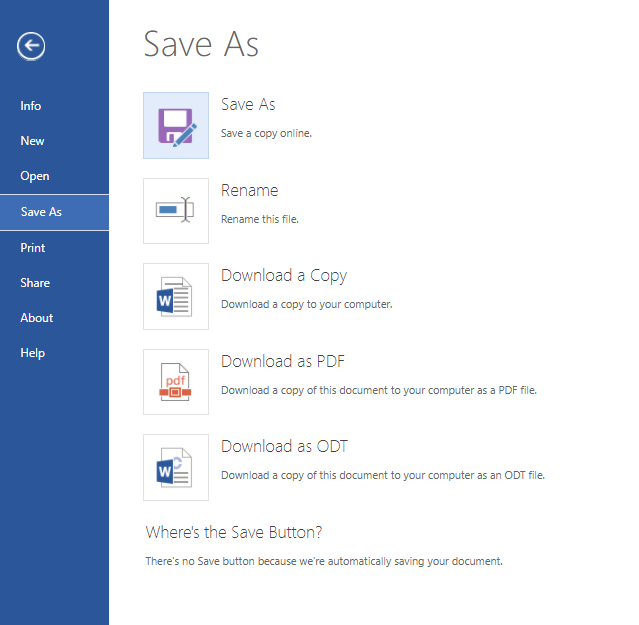 Save As
Info
New
Open
Save As
Print
Share
About
Help
Save As
Save a copy online.
Rename
Rename this file.
W
Download a Copy
Download a copy to your computer.
pdf
Download as PDF
Download a copy of this document to your computer as a PDF file.
W
C
Download as ODT
Download a copy of this document to your computer as an ODT file.
Where's the Save Button?
There's no Save button because we're automatically saving your document.